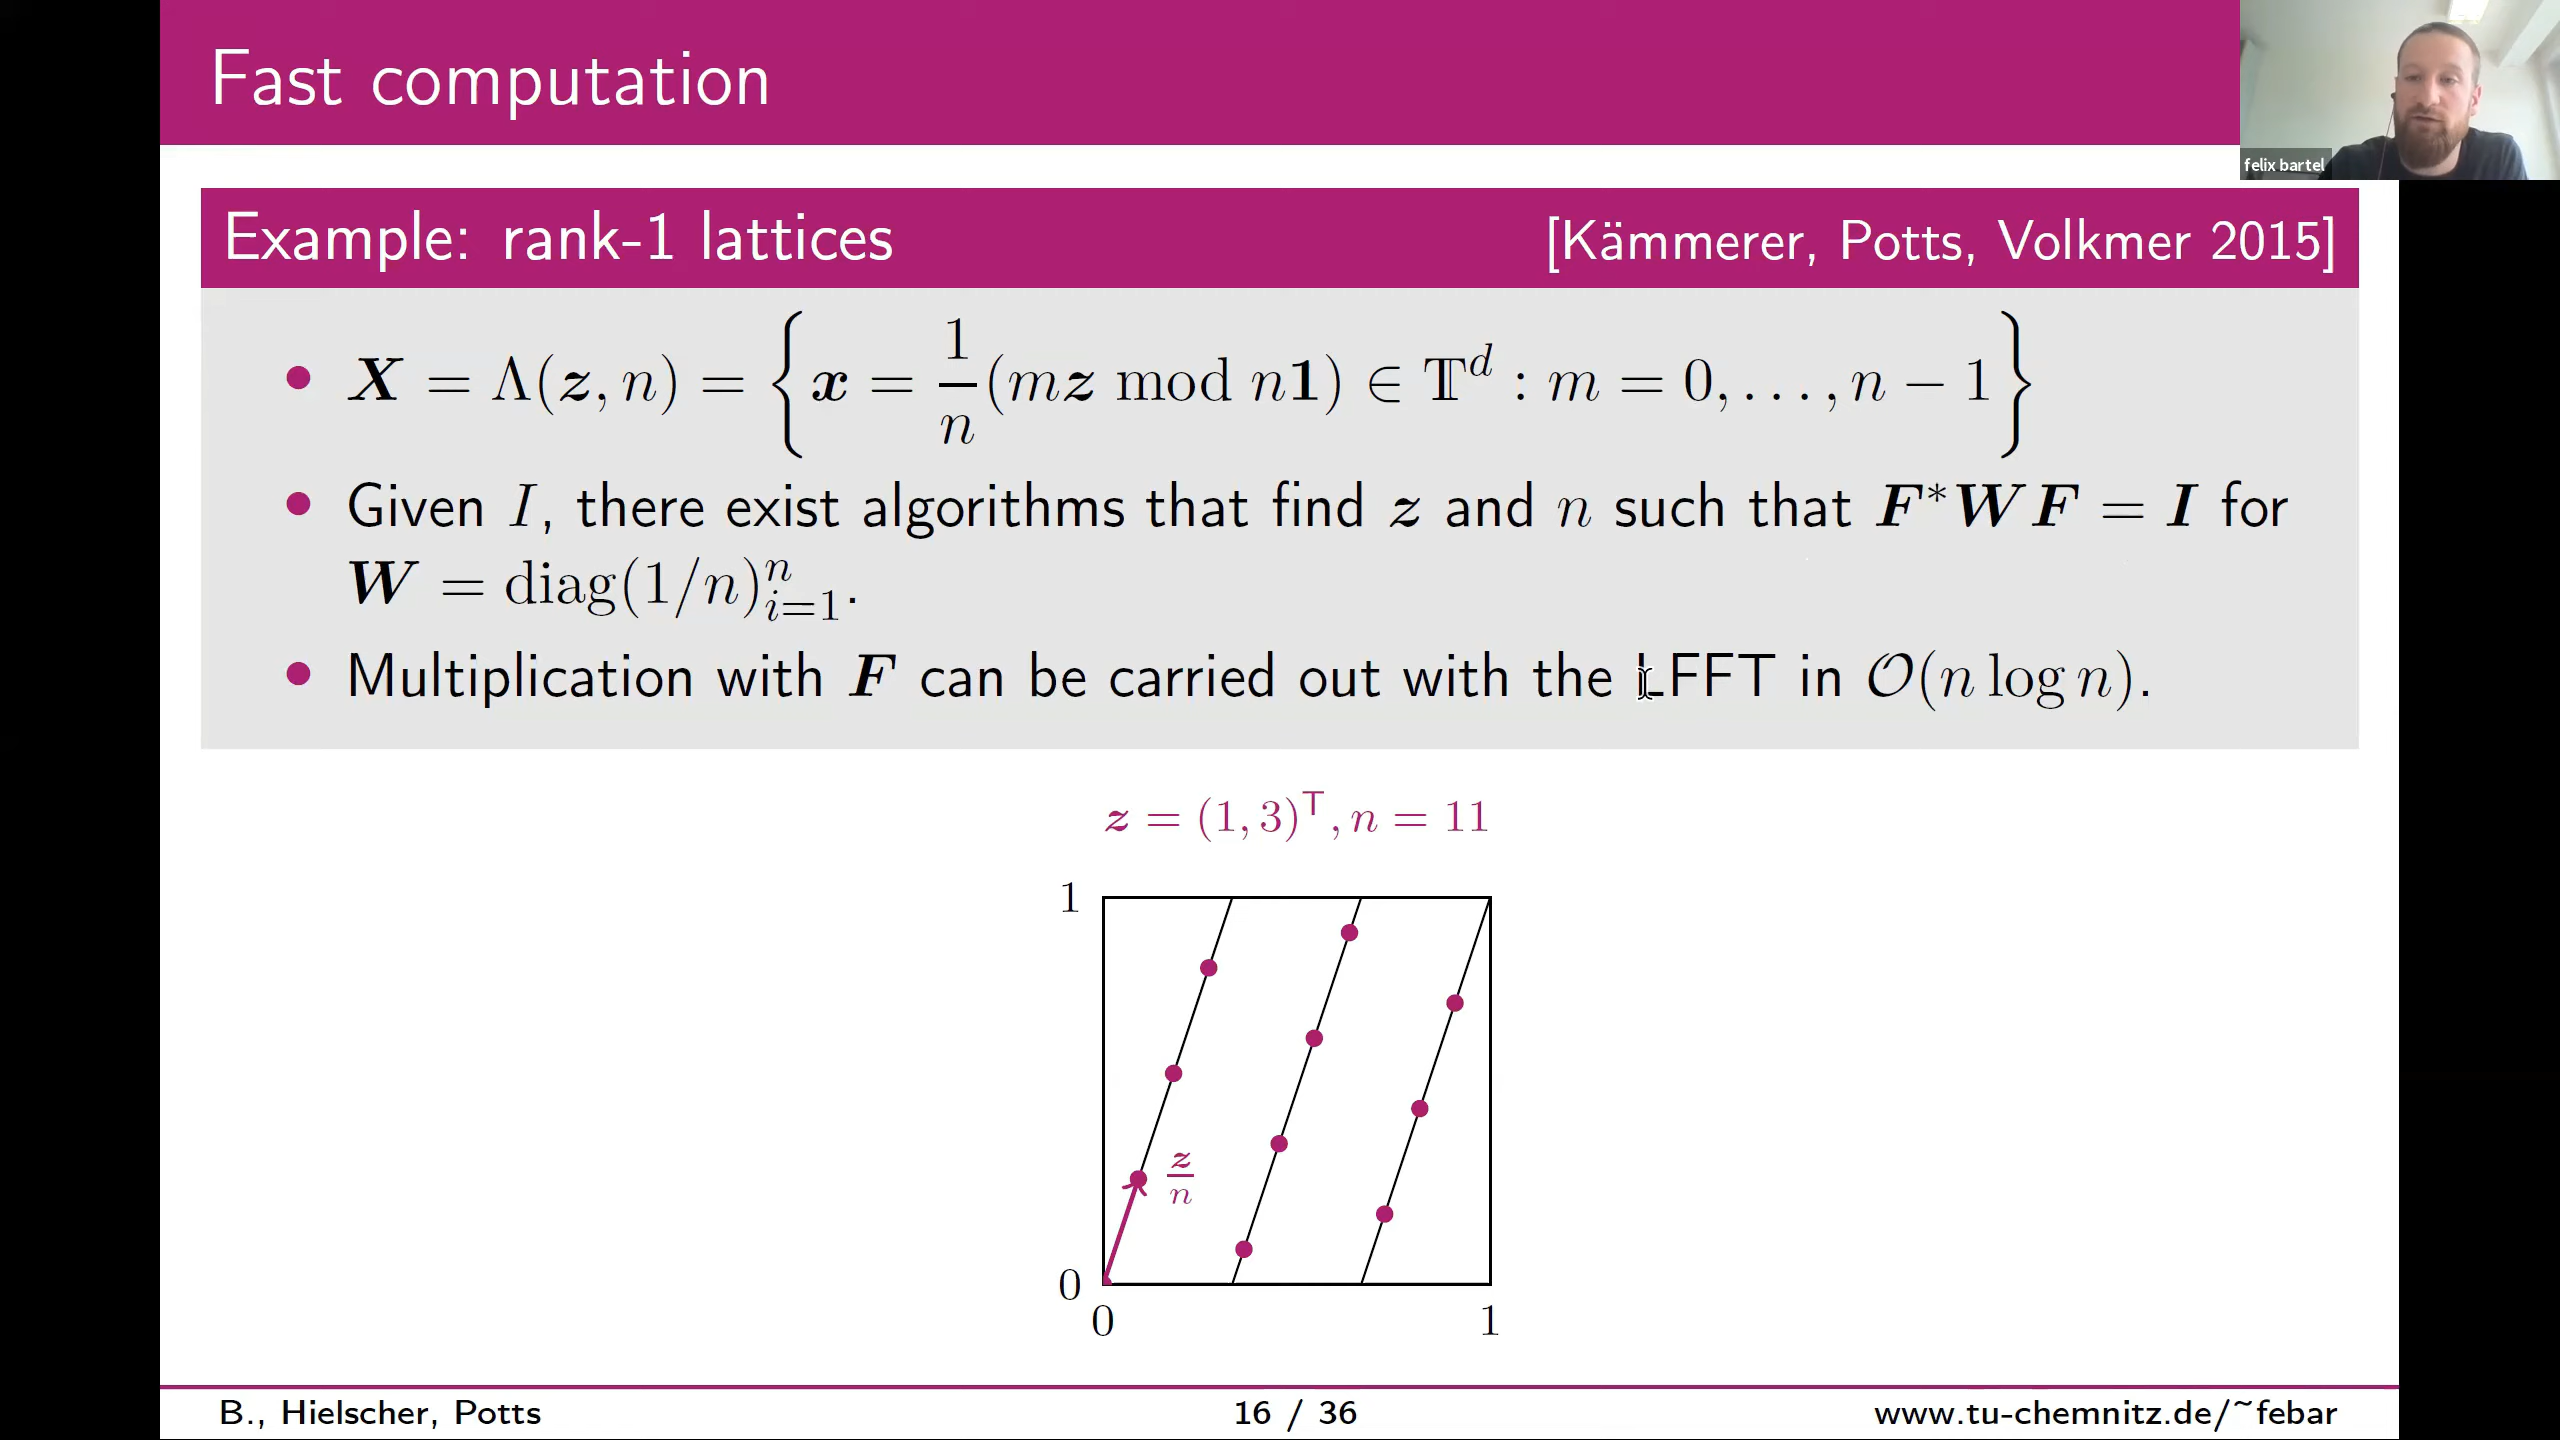 Fast computation
felix bartel
Example: rank-1 lattices [Kämmerer, Potts, Volkmer 2015]
• X = Λ(z, n) = { x = 1/n (mz mod n1) ∈ 𝕋^d : m = 0, . . . , n − 1 }
• Given I, there exist algorithms that find z and n such that F*WF = I for
W = diag(1/n)_{i=1}^n.
• Multiplication with F can be carried out with the LFFT in O(n log n).
z = (1, 3)^T, n = 11
1
z/n
0
0 1
B., Hielscher, Potts 16 / 36 www.tu-chemnitz.de/~febar